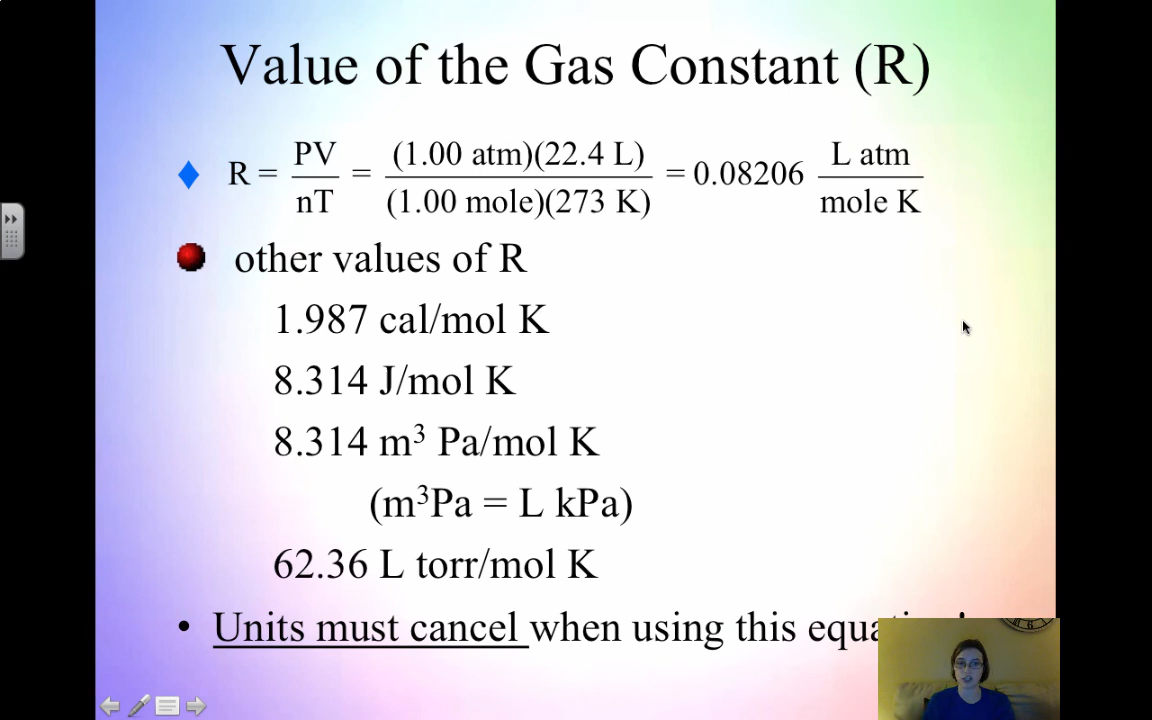 Value of the Gas Constant (R)
R = PV/nT = (1.00 atm)(22.4 L)/(1.00 mole)(273 K) = 0.08206 L atm/mole K
other values of R
1.987 cal/mol K
8.314 J/mol K
8.314 m³ Pa/mol K
(m³Pa = L kPa)
62.36 L torr/mol K
• Units must cancel when using this